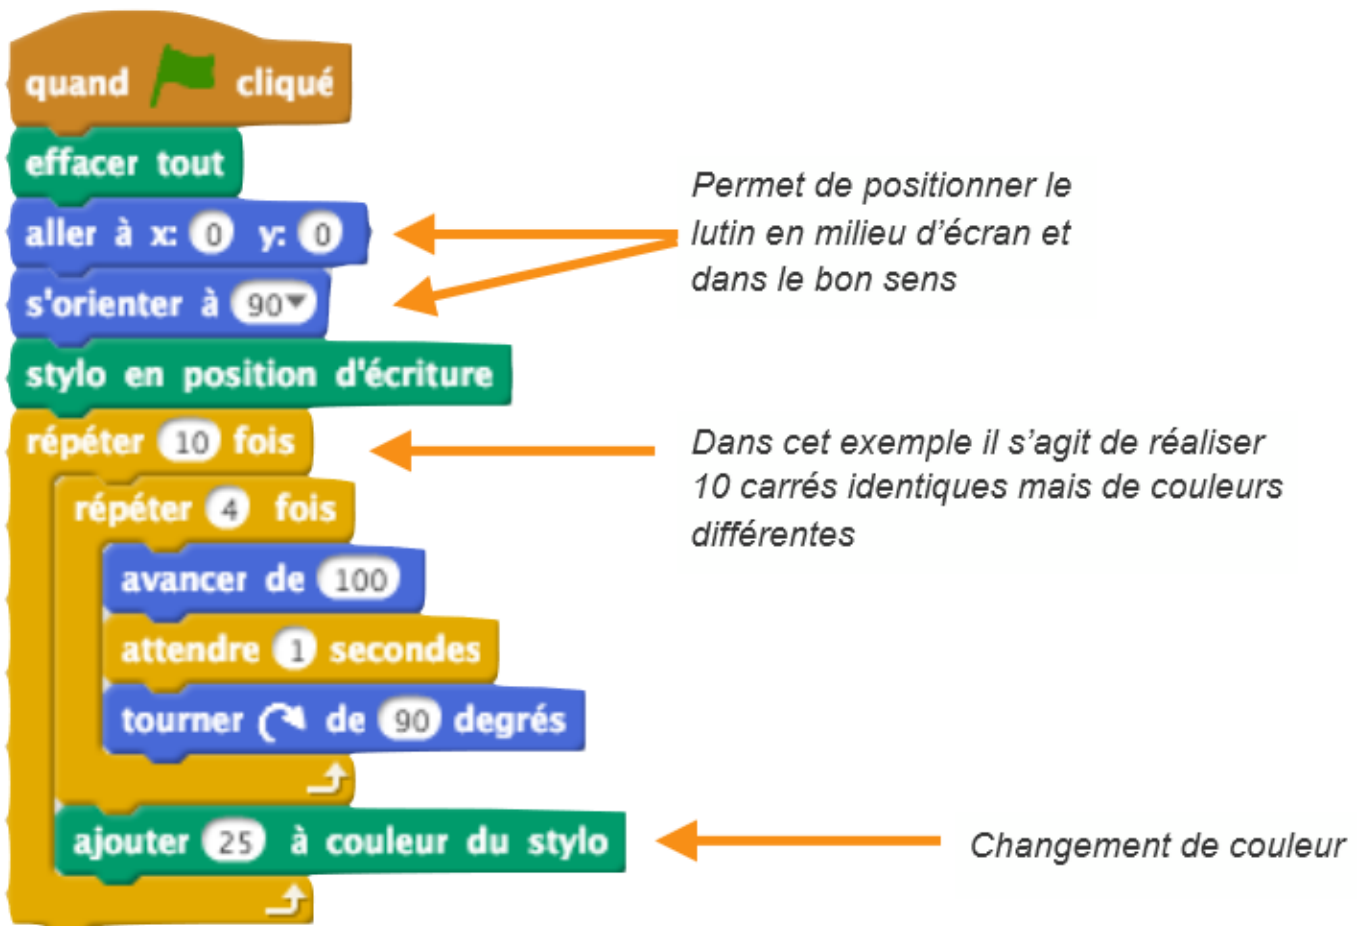 quand cliqué
effacer tout
aller à x: 0 y: 0
s'orienter à 90
stylo en position d'écriture
répéter 10 fois
répéter 4 fois
avancer de 100
attendre 1 secondes
tourner de 90 degrés
ajouter 25 à couleur du stylo
Permet de positionner le
lutin en milieu d’écran et
dans le bon sens
Dans cet exemple il s’agit de réaliser
10 carrés identiques mais de couleurs
différentes
Changement de couleur